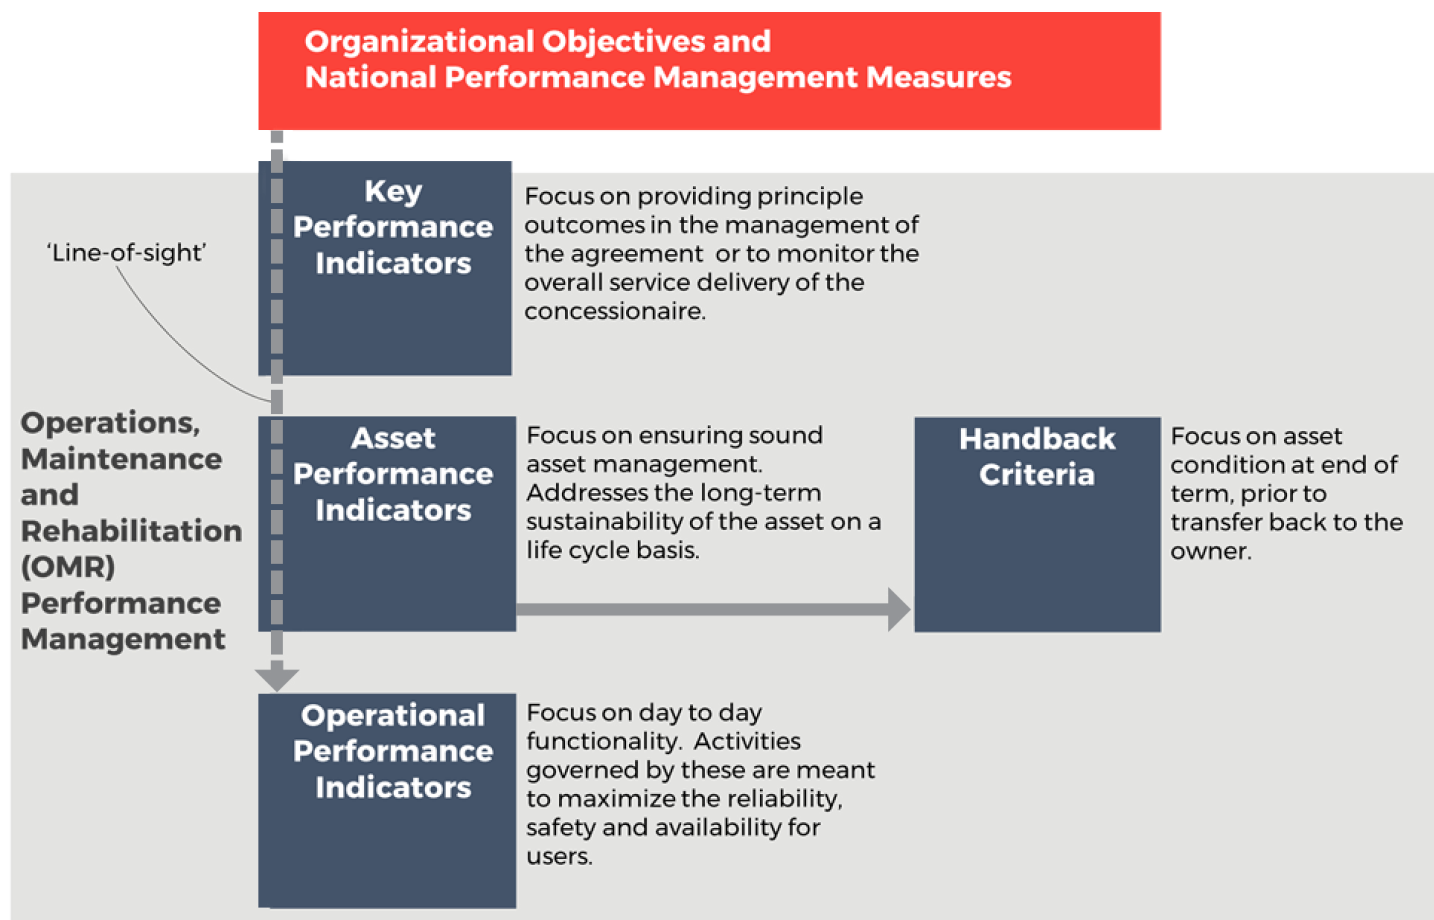 Organizational Objectives and
National Performance Management Measures
Key
Performance
Indicators
Focus on providing principle
outcomes in the management of
the agreement or to monitor the
overall service delivery of the
concessionaire.
‘Line-of-sight’
Operations,
Maintenance
and
Rehabilitation
(OMR)
Performance
Management
Asset
Performance
Indicators
Focus on ensuring sound
asset management.
Addresses the long-term
sustainability of the asset on a
life cycle basis.
Handback
Criteria
Focus on asset
condition at end of
term, prior to
transfer back to the
owner.
Operational
Performance
Indicators
Focus on day to day
functionality. Activities
governed by these are meant
to maximize the reliability,
safety and availability for
users.